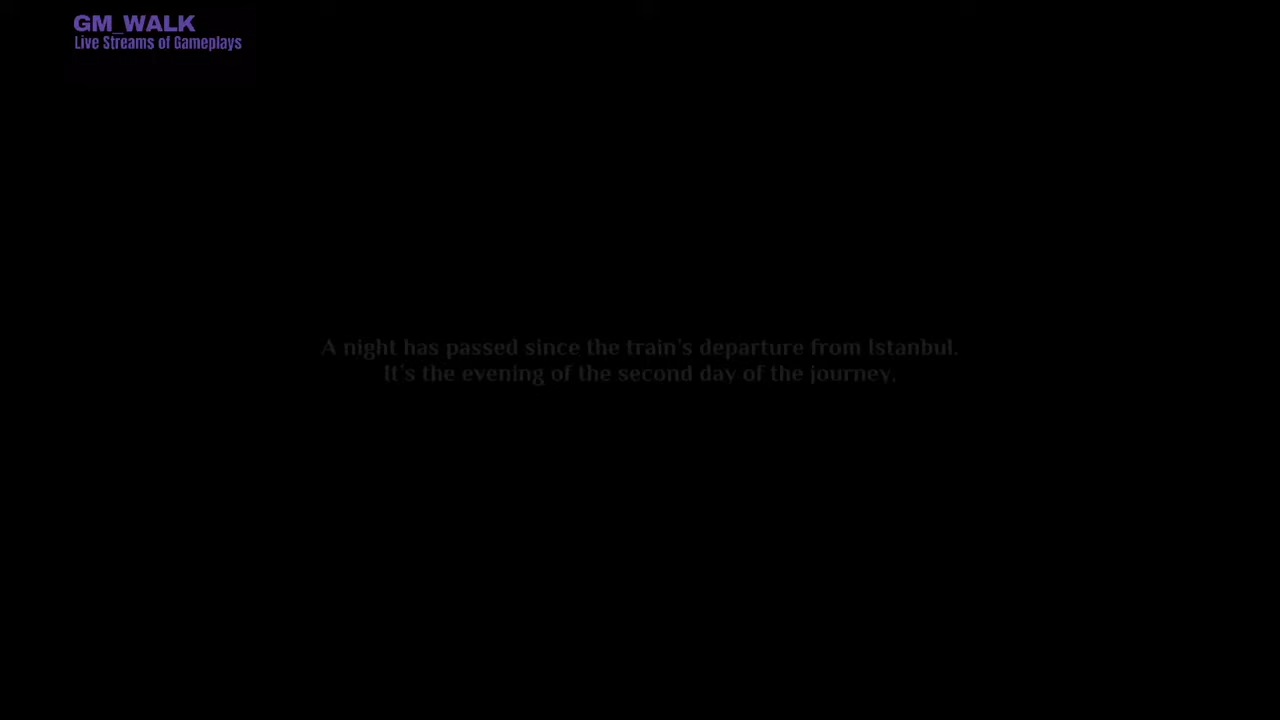 GM_WALK
Live Streams of Gameplays
A night has passed since the train's departure from Istanbul.
It's the evening of the second day of the journey.